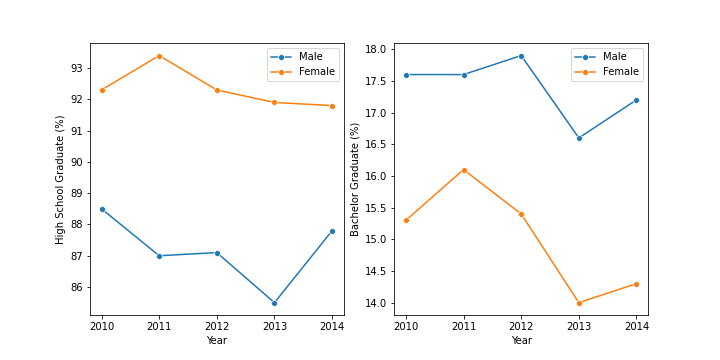 High School Graduate (%)
93
92
91
90
89
88
87
86
Male
Female
2010 2011 2012 2013 2014
Year
Bachelor Graduate (%)
18.0
17.5
17.0
16.5
16.0
15.5
15.0
14.5
14.0
Male
Female
2010 2011 2012 2013 2014
Year